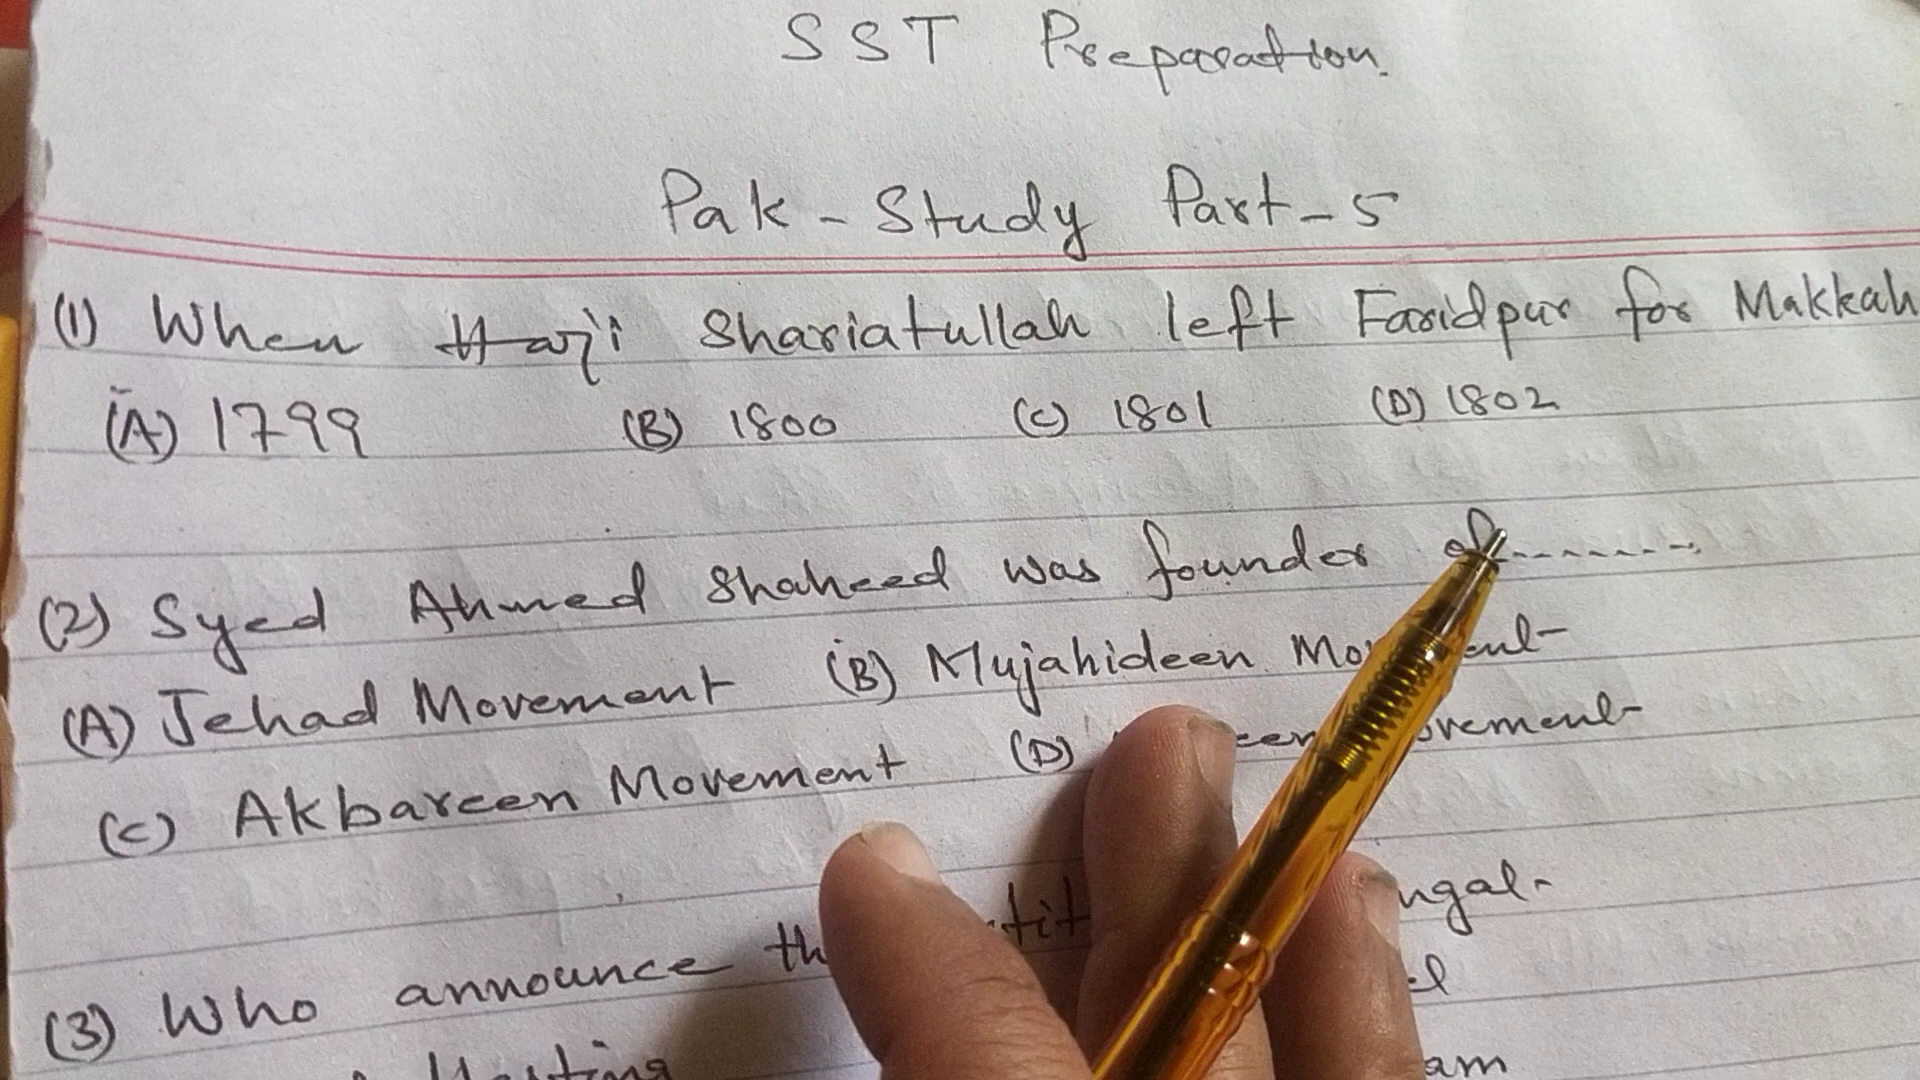 SST Preparation.
Pak-Study Part-5
(1) When Haji Shariatullah left Faridpur for Makkah
(A) 1799 (B) 1800 (C) 1801 (D) 1802
(2) Syed Ahmed Shaheed was founder of........
(A) Jehad Movement (B) Mujahideen
(C) Akbareen Movement (D)
(3) Who announce